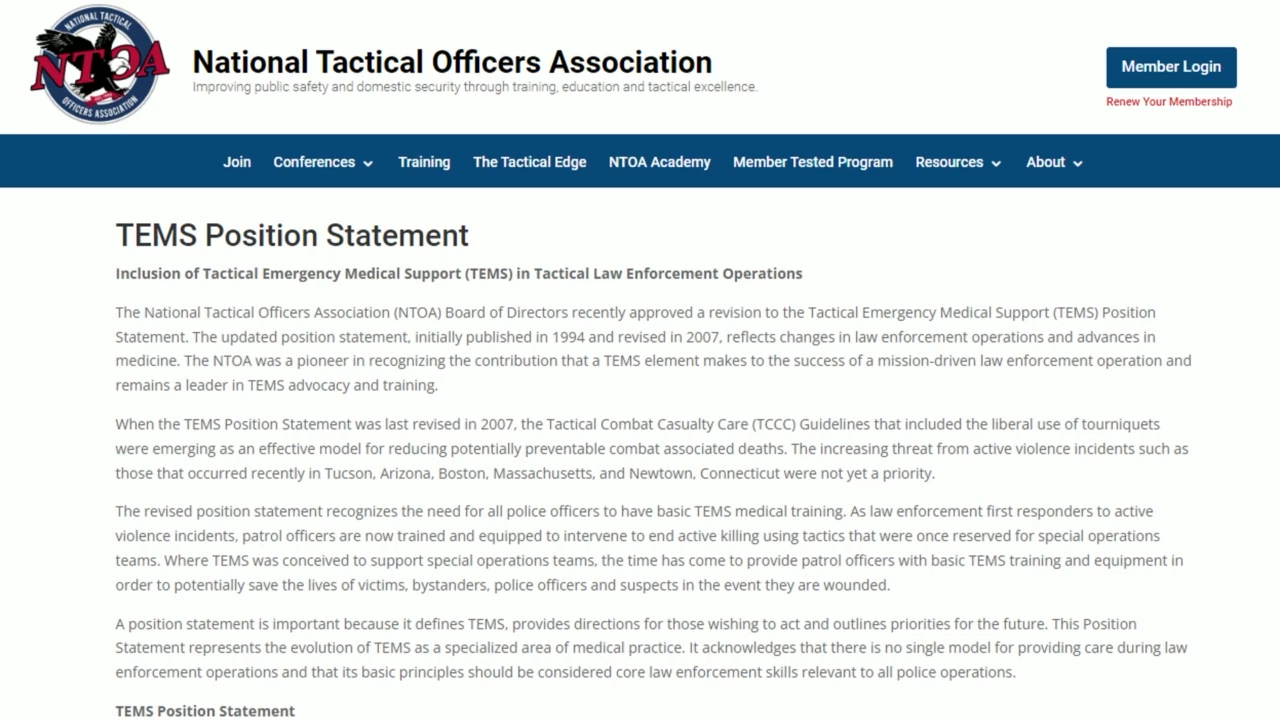 NATIONAL TACTICAL
NTOA
OFFICERS ASSOCIATION
National Tactical Officers Association
Improving public safety and domestic security through training, education and tactical excellence.
Member Login
Renew Your Membership
Join Conferences Training The Tactical Edge NTOA Academy Member Tested Program Resources About
TEMS Position Statement
Inclusion of Tactical Emergency Medical Support (TEMS) in Tactical Law Enforcement Operations
The National Tactical Officers Association (NTOA) Board of Directors recently approved a revision to the Tactical Emergency Medical Support (TEMS) Position
Statement. The updated position statement, initially published in 1994 and revised in 2007, reflects changes in law enforcement operations and advances in
medicine. The NTOA was a pioneer in recognizing the contribution that a TEMS element makes to the success of a mission-driven law enforcement operation and
remains a leader in TEMS advocacy and training.
When the TEMS Position Statement was last revised in 2007, the Tactical Combat Casualty Care (TCCC) Guidelines that included the liberal use of tourniquets
were emerging as an effective model for reducing potentially preventable combat associated deaths. The increasing threat from active violence incidents such as
those that occurred recently in Tucson, Arizona, Boston, Massachusetts, and Newtown, Connecticut were not yet a priority.
The revised position statement recognizes the need for all police officers to have basic TEMS medical training. As law enforcement first responders to active
violence incidents, patrol officers are now trained and equipped to intervene to end active killing using tactics that were once reserved for special operations
teams. Where TEMS was conceived to support special operations teams, the time has come to provide patrol officers with basic TEMS training and equipment in
order to potentially save the lives of victims, bystanders, police officers and suspects in the event they are wounded.
A position statement is important because it defines TEMS, provides directions for those wishing to act and outlines priorities for the future. This Position
Statement represents the evolution of TEMS as a specialized area of medical practice. It acknowledges that there is no single model for providing care during law
enforcement operations and that its basic principles should be considered core law enforcement skills relevant to all police operations.
TEMS Position Statement